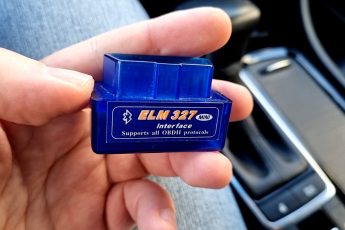 ELM 327 MINI
Interface
Supports all OBDII protocols